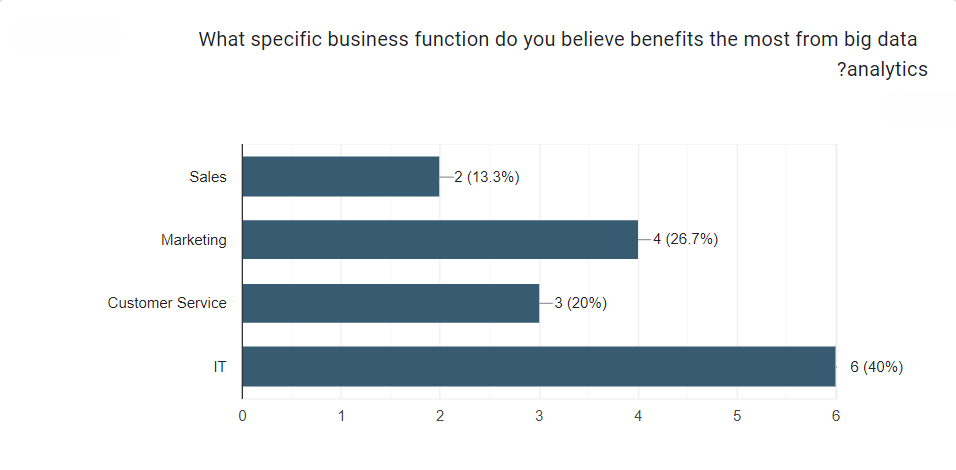 What specific business function do you believe benefits the most from big data
?analytics
Sales
2 (13.3%)
Marketing
4 (26.7%)
Customer Service
3 (20%)
IT
6 (40%)
0 1 2 3 4 5 6